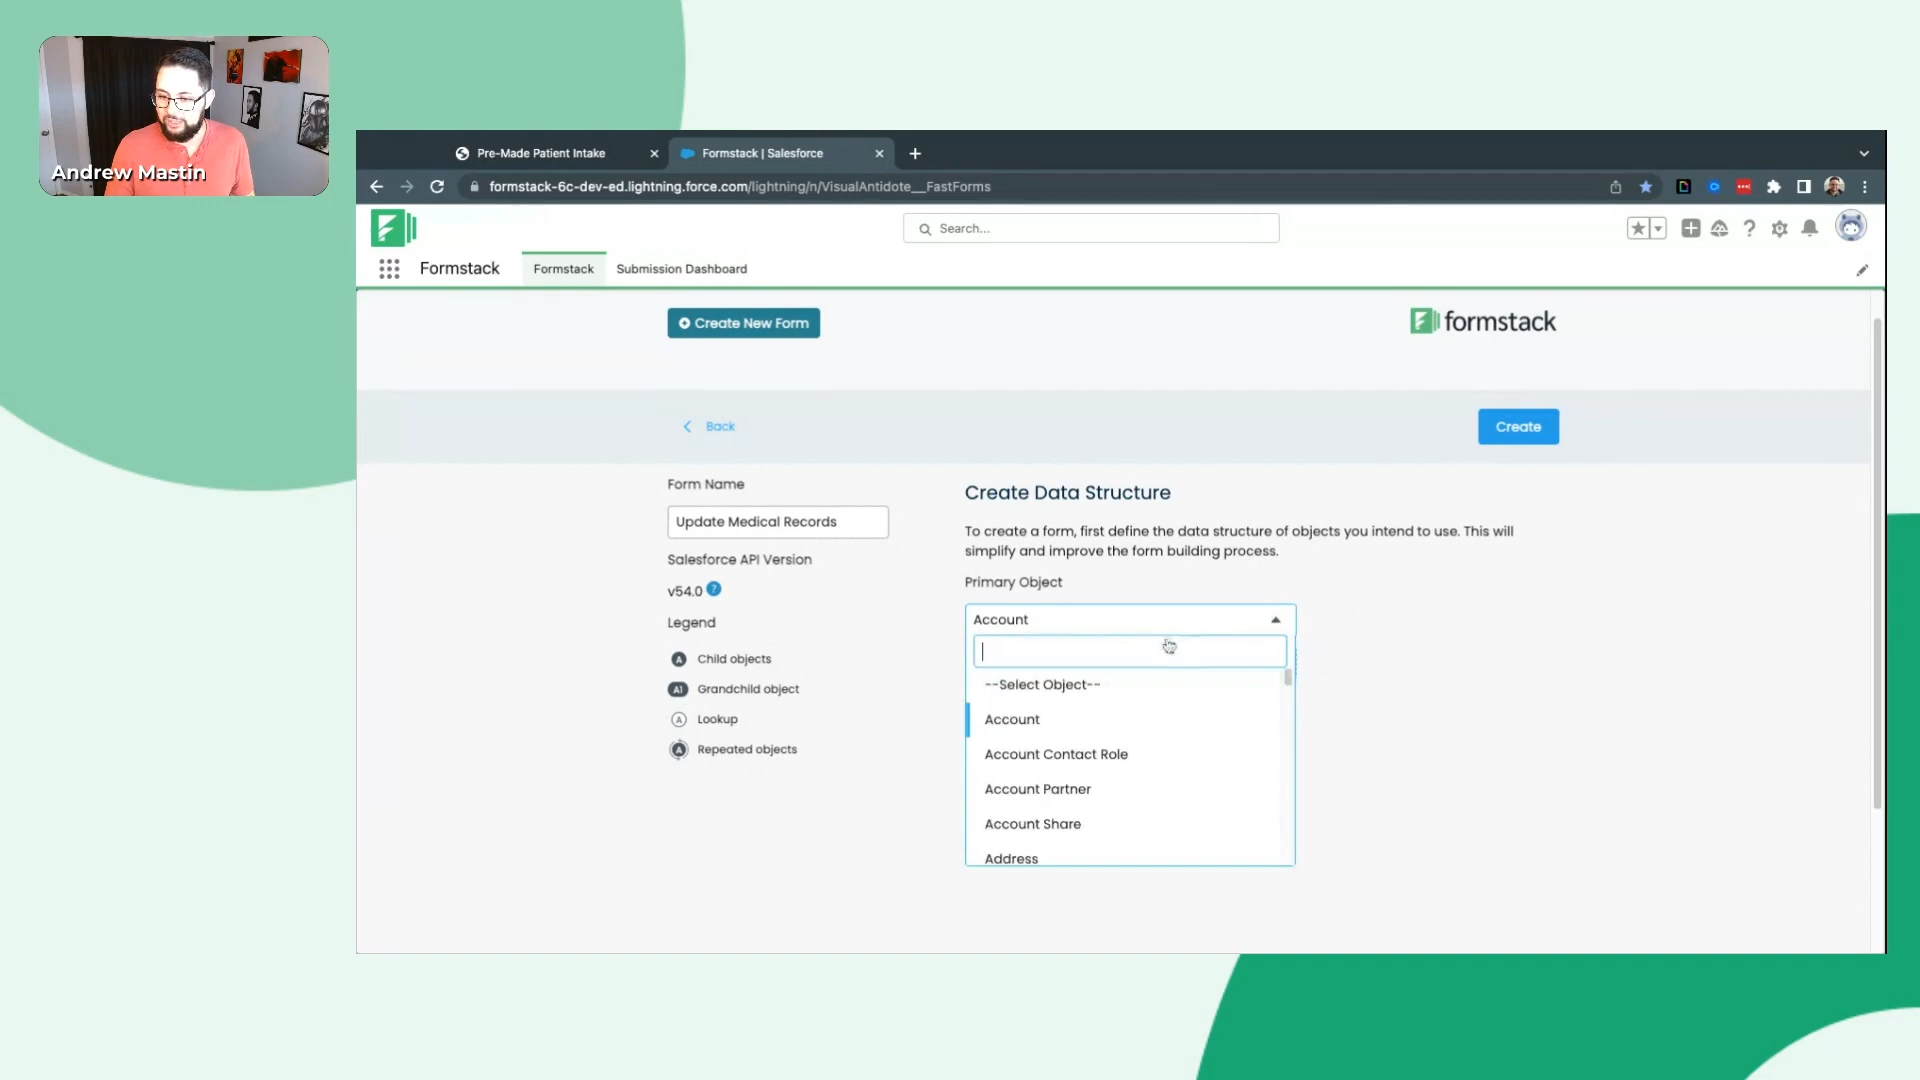 Andrew Mastin
Pre-Made Patient Intake
Formstack | Salesforce
formstack-6c-dev-ed.lightning.force.com/lightning/n/VisualAntidote__FastForms
Search...
Formstack
Formstack
Submission Dashboard
Create New Form
formstack
Back
Create
Form Name
Update Medical Records
Salesforce API Version
v54.0 ?
Legend
A Child objects
A1 Grandchild object
A Lookup
A Repeated objects
Create Data Structure
To create a form, first define the data structure of objects you intend to use. This will
simplify and improve the form building process.
Primary Object
Account
--Select Object--
Account
Account Contact Role
Account Partner
Account Share
Address